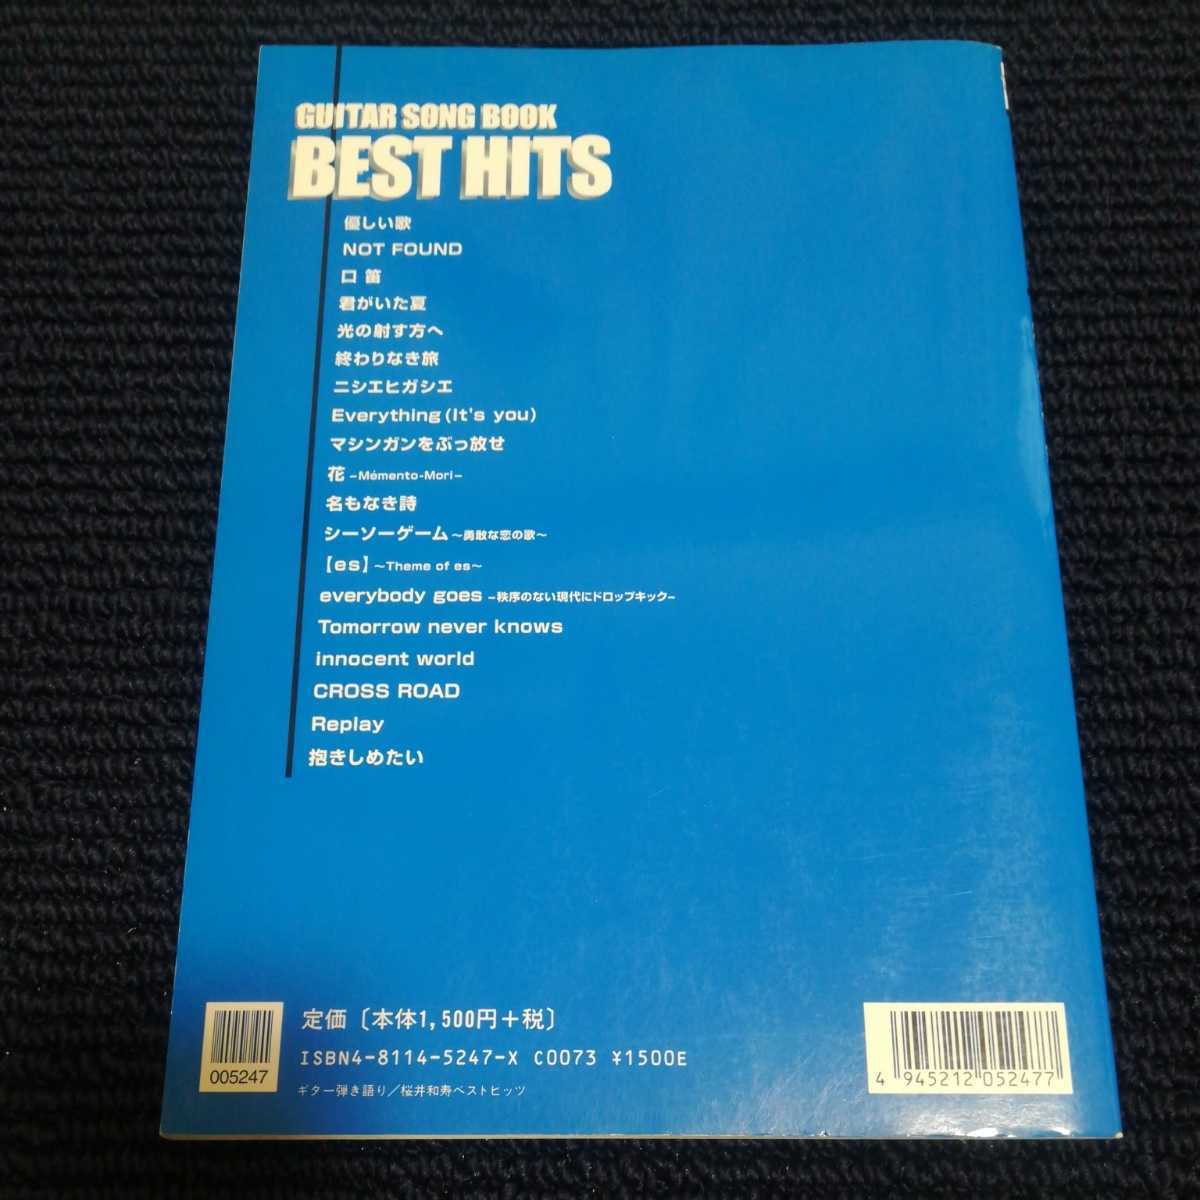 GUITAR SONG BOOK
BEST HITS
優しい歌
NOT FOUND
口 笛
君がいた夏
光の射す方へ
終わりなき旅
ニシエヒガシエ
Everything (It's you)
マシンガンをぶっ放せ
花 −Mémento-Mori−
名もなき詩
シーソーゲーム ～勇敢な恋の歌～
【es】 ～Theme of es～
everybody goes −秩序のない現代にドロップキック−
Tomorrow never knows
innocent world
CROSS ROAD
Replay
抱きしめたい
定価〔本体1,500円＋税〕
ISBN4-8114-5247-X C0073 ¥1500E
ギター弾き語り／桜井和寿ベストヒッツ
005247
4 945212 052477